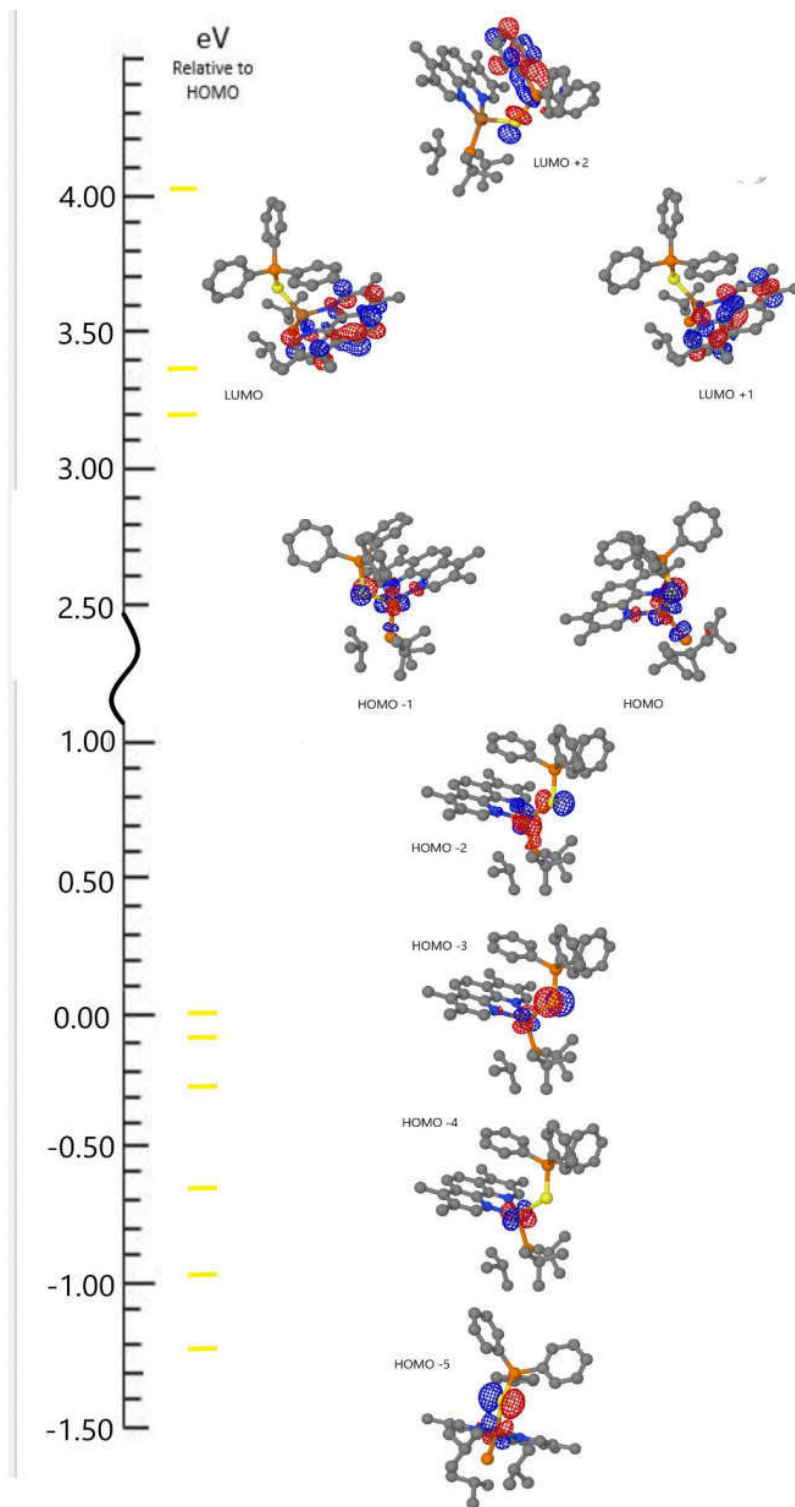 eV
Relative to
HOMO
LUMO +2
4.00
3.50
LUMO
LUMO +1
3.00
2.50
HOMO -1
HOMO
1.00
HOMO -2
0.50
HOMO -3
0.00
HOMO -4
-0.50
-1.00
HOMO -5
-1.50